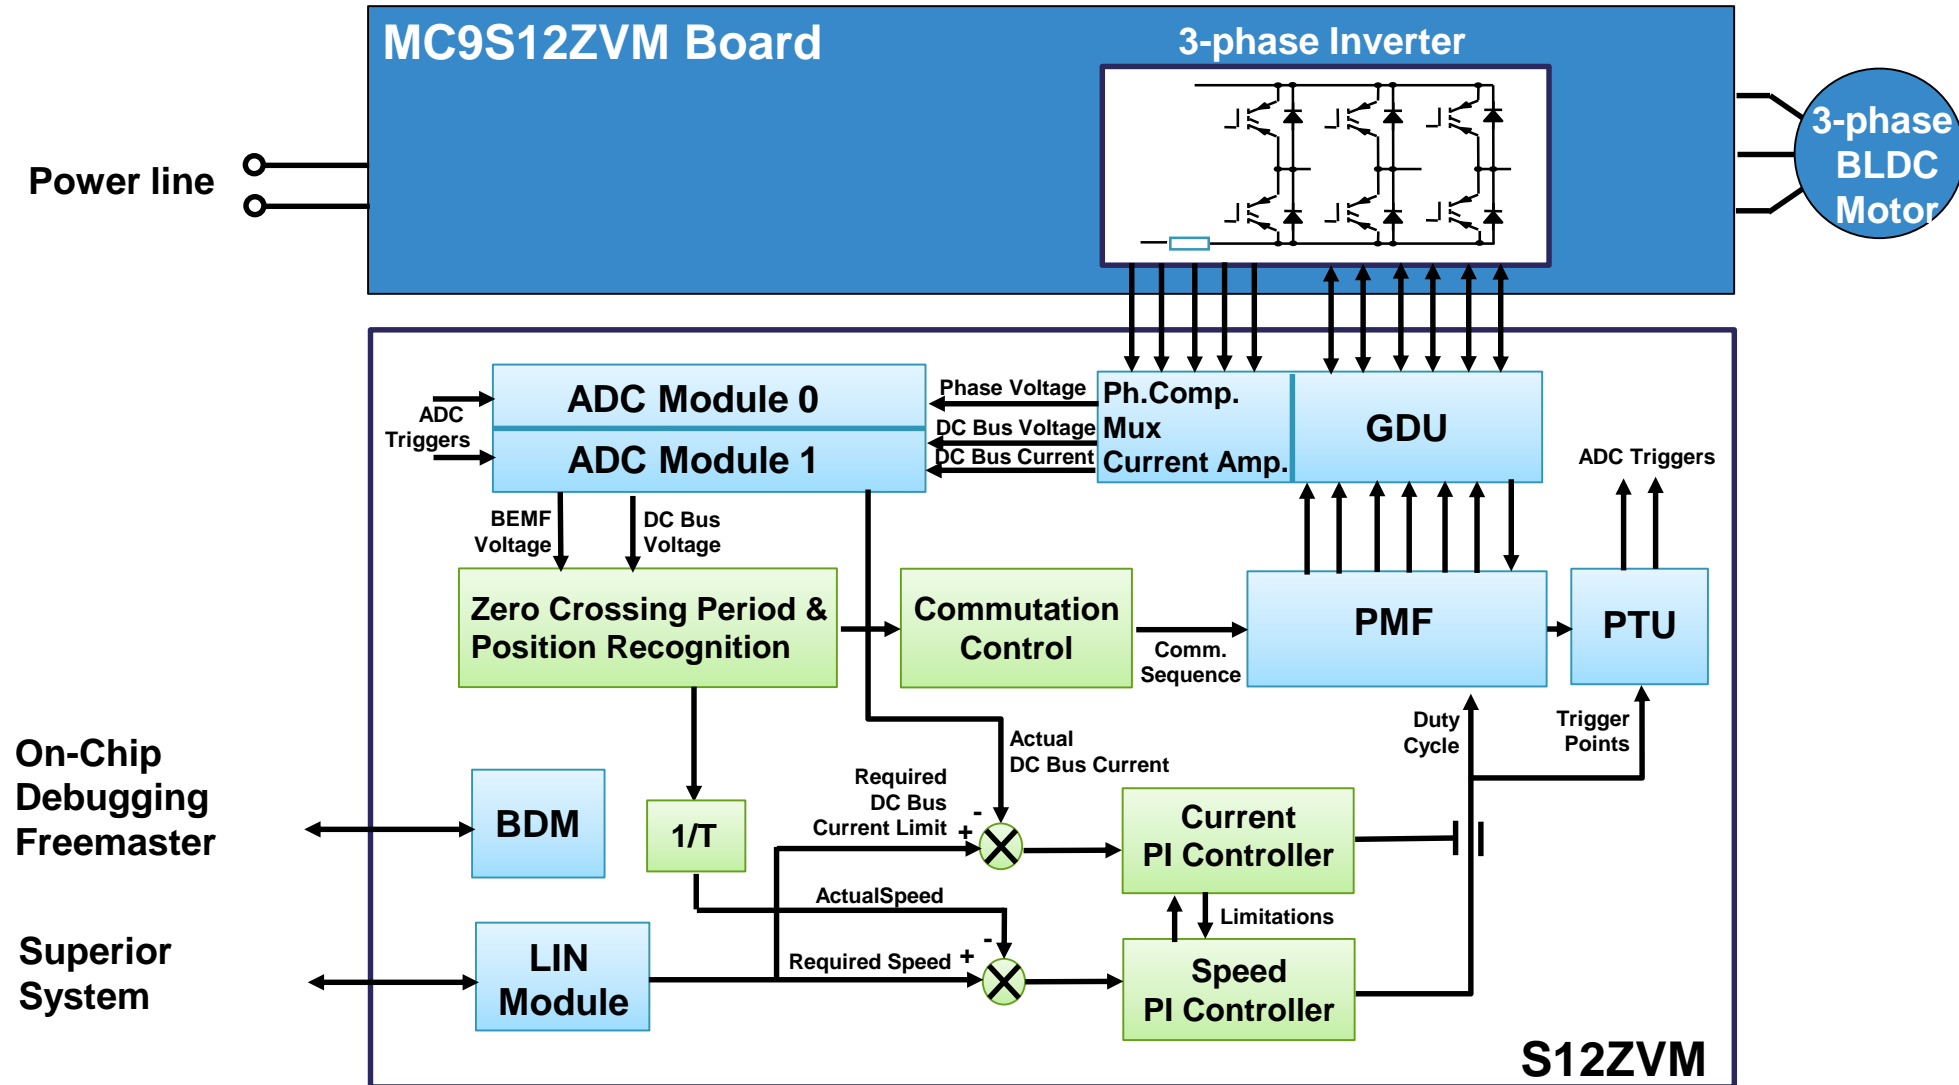 MC9S12ZVM Board
3-phase Inverter
3-phase
BLDC
Motor
Power line
ADC Module 0
ADC Module 1
ADC
Triggers
Phase Voltage
DC Bus Voltage
DC Bus Current
Ph.Comp.
Mux
Current Amp.
GDU
ADC Triggers
BEMF
Voltage
DC Bus
Voltage
Zero Crossing Period &
Position Recognition
Commutation
Control
Comm.
Sequence
PMF
PTU
Duty
Cycle
Trigger
Points
Actual
DC Bus Current
On-Chip
Debugging
Freemaster
BDM
1/T
Required
DC Bus
Current Limit
+
-
Current
PI Controller
ActualSpeed
Limitations
Superior
System
LIN
Module
Required Speed
+
-
Speed
PI Controller
S12ZVM